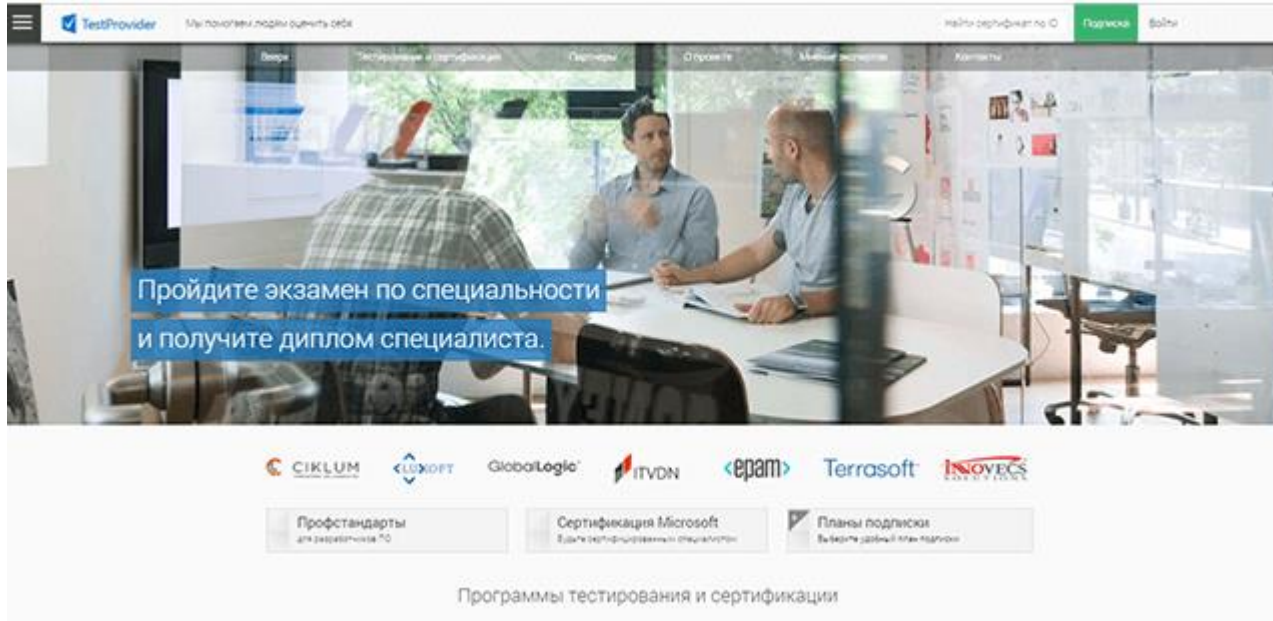 TestProvider
Мы помогаем людям оценить себя
Найти сертификат по ID
Подписка
Войти
Вверх
Тестирование и сертификация
Партнеры
О проекте
Мнение экспертов
Контакты
Пройдите экзамен по специальности
и получите диплом специалиста.
CIKLUM
LUXOFT
GlobalLogic
ITVDN
<epam>
Terrasoft
INOVECS
SOLUTIONS
Профстандарты
для разработчиков ПО
Сертификация Microsoft
Будьте сертифицированным специалистом
Планы подписки
Выберите удобный план подписки
Программы тестирования и сертификации